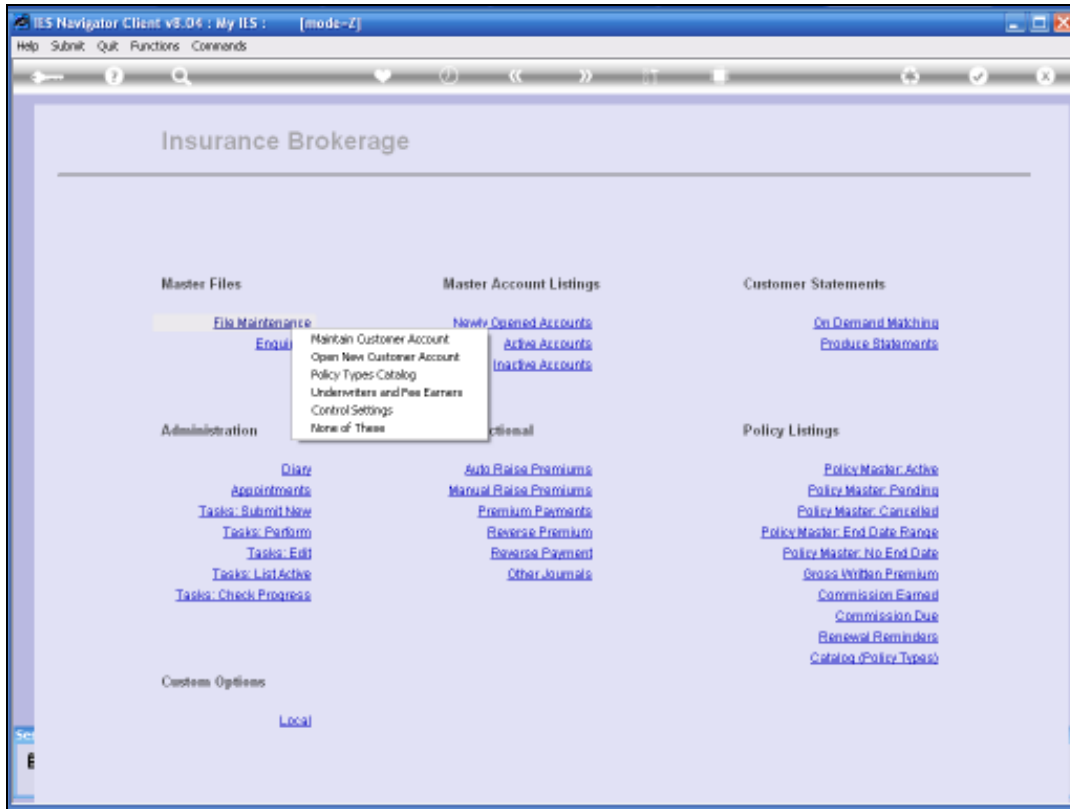 IES Navigator Client v8.04 : My IES : [mode=Z]
Help Submit Quit Functions Commands
Insurance Brokerage
Master Files
File Maintenance
Maintain Customer Account
Open New Customer Account
Policy Types Catalog
Underwriters and Fee Earners
Control Settings
None of These
Master Account Listings
Newly Opened Accounts
Active Accounts
Inactive Accounts
Customer Statements
On Demand Matching
Produce Statements
Administration
Diary
Appointments
Tasks: Submit New
Tasks: Perform
Tasks: Edit
Tasks: List Active
Tasks: Check Progress
Auto Raise Premiums
Manual Raise Premiums
Premium Payments
Reverse Premium
Reverse Payment
Other Journals
Policy Listings
Policy Master: Active
Policy Master: Pending
Policy Master: Cancelled
Policy Master: End Date Range
Policy Master: No End Date
Gross Written Premium
Commission Earned
Commission Due
Renewal Reminders
Catalog (Policy Types)
Custom Options
Local